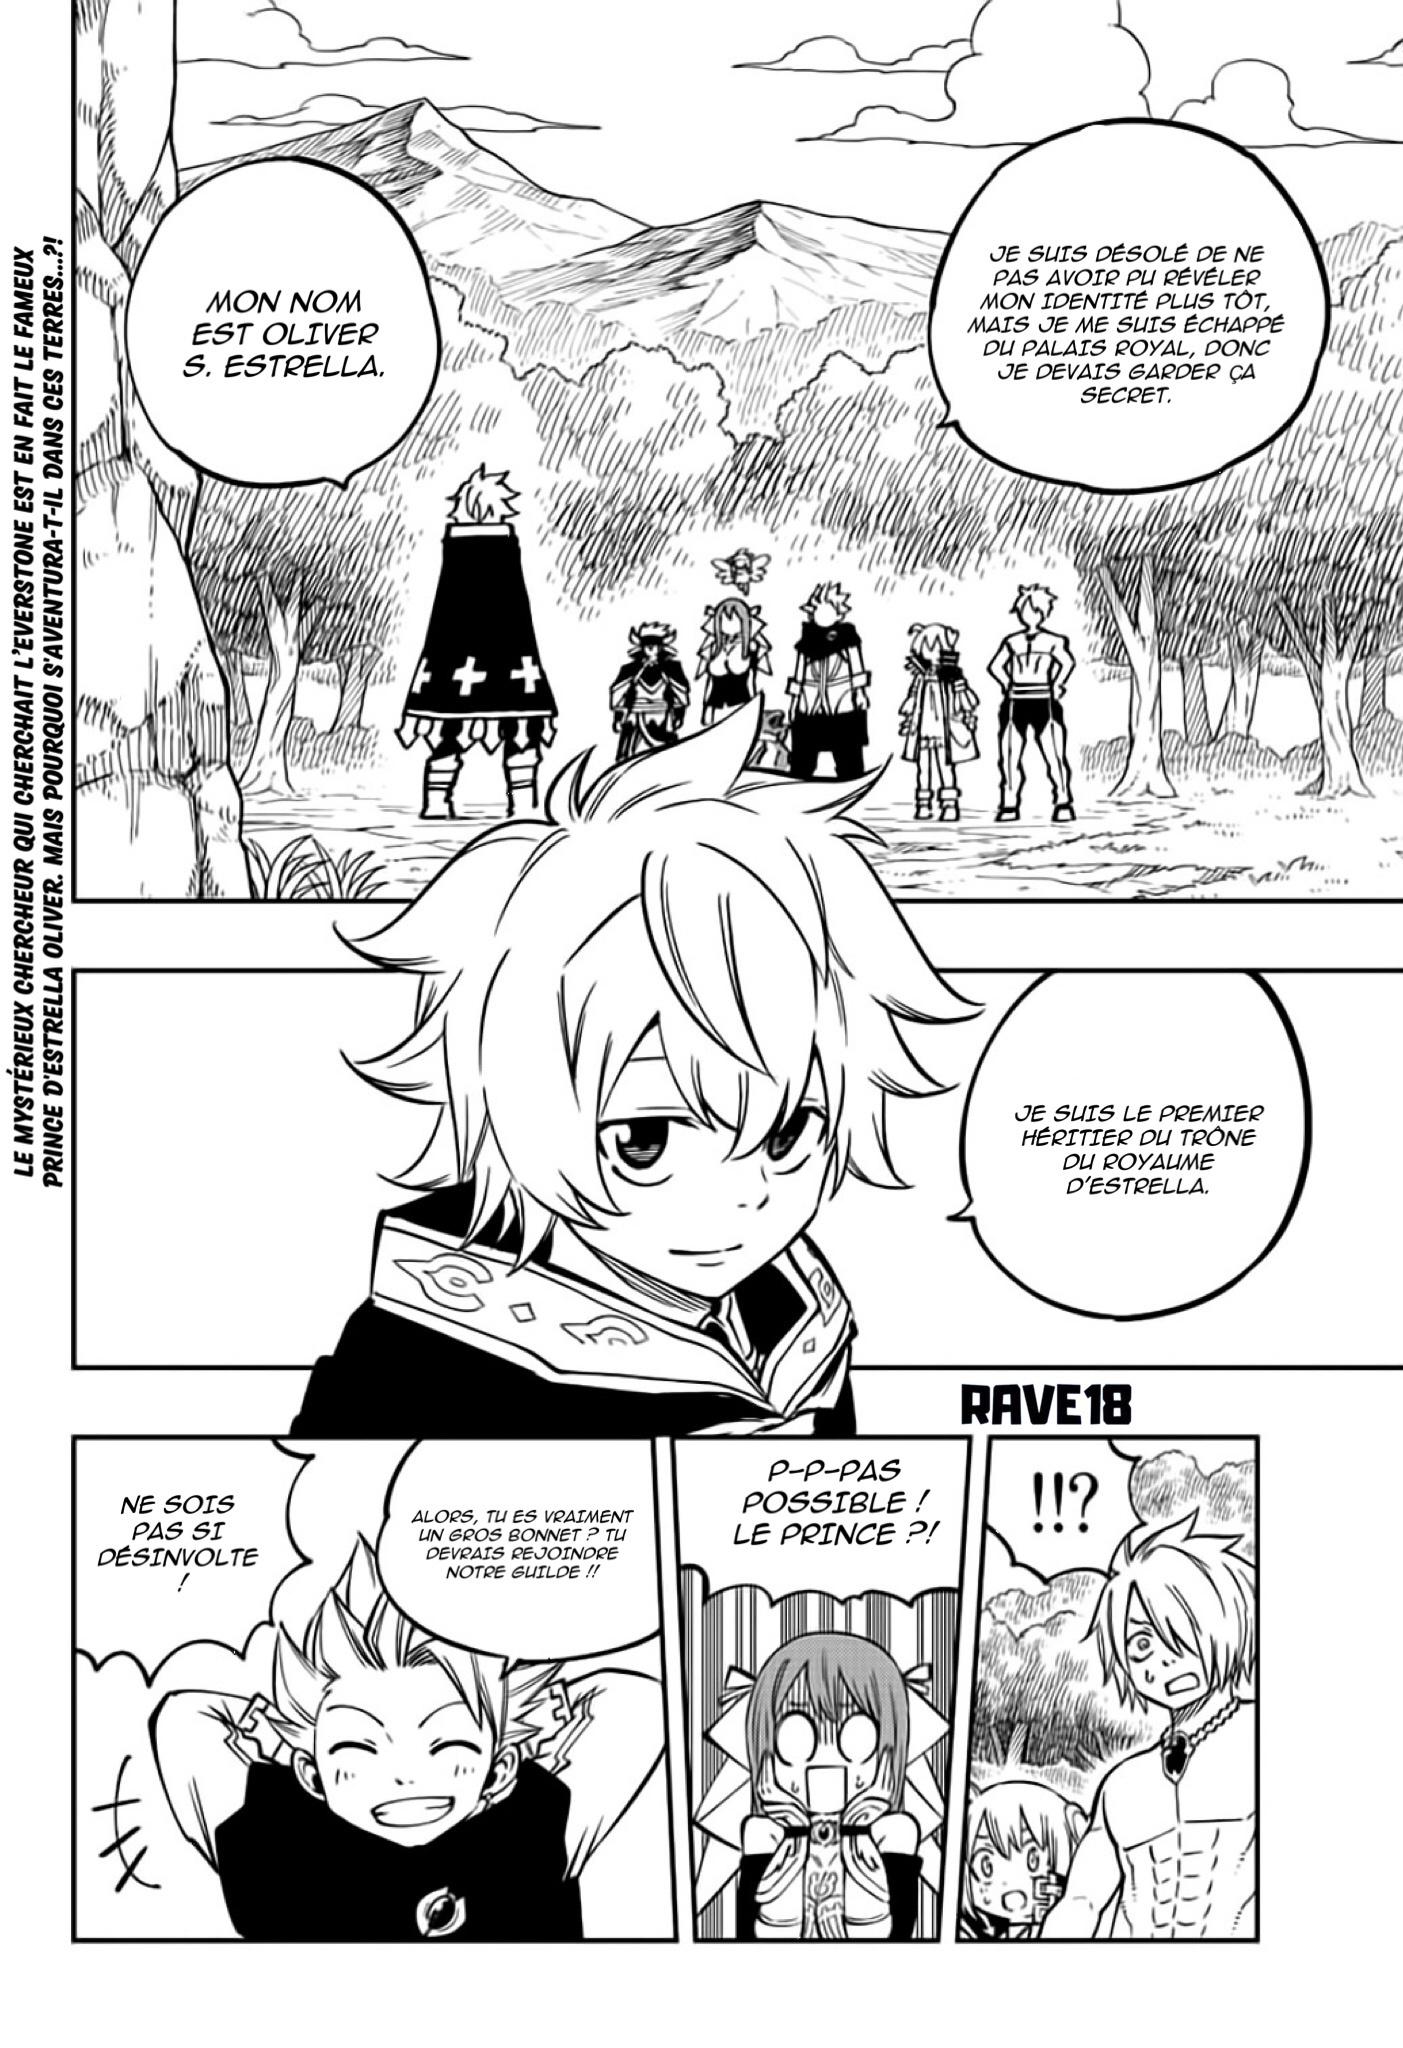 JE SUIS DÉSOLÉ DE NE
PAS AVOIR PU RÉVÉLER
MON IDENTITÉ PLUS TÔT,
MAIS JE ME SUIS ÉCHAPPÉ
DU PALAIS ROYAL, DONC
JE DEVAIS GARDER ÇA
SECRET.
MON NOM
EST OLIVER
S. ESTRELLA.
LE MYSTÉRIEUX CHERCHEUR QUI CHERCHAIT L'EVERSTONE EST EN FAIT LE FAMEUX
PRINCE D'ESTRELLA OLIVER. MAIS POURQUOI S'AVENTURA-T-IL DANS CES TERRES...?!
JE SUIS LE PREMIER
HÉRITIER DU TRÔNE
DU ROYAUME
D'ESTRELLA.
RAVE18
!!?
P-P-PAS
POSSIBLE !
LE PRINCE ?!
ALORS, TU ES VRAIMENT
UN GROS BONNET ? TU
DEVRAIS REJOINDRE
NOTRE GUILDE !!
NE SOIS
PAS SI
DÉSINVOLTE
!